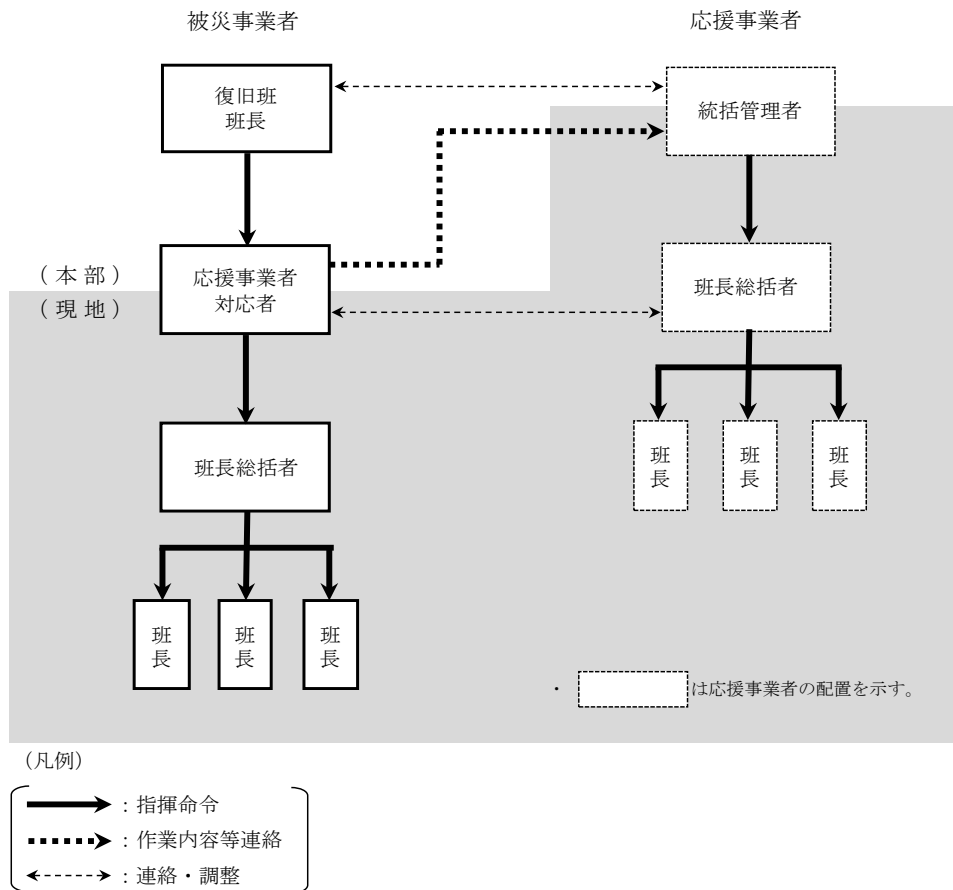 被災事業者
応援事業者
復旧班
班長
統括管理者
（本部）
（現地）
応援事業者
対応者
班長総括者
班長
班長
班長
班長総括者
班長
班長
班長
・ は応援事業者の配置を示す。
（凡例）
：指揮命令
：作業内容等連絡
：連絡・調整